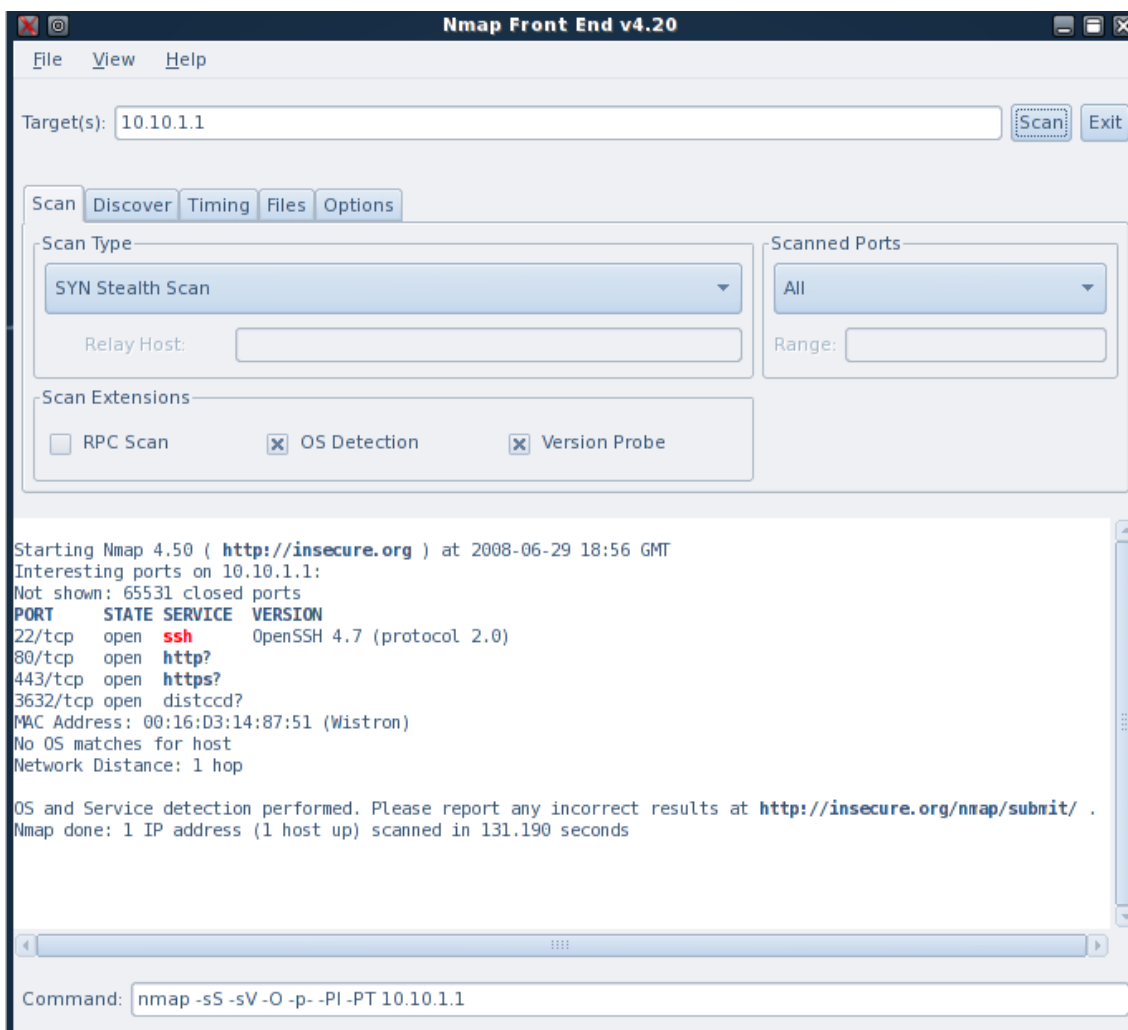 Nmap Front End v4.20
File View Help
Target(s): 10.10.1.1 Scan Exit
Scan Discover Timing Files Options
Scan Type
SYN Stealth Scan
Relay Host:
Scanned Ports
All
Range:
Scan Extensions
RPC Scan OS Detection Version Probe
Starting Nmap 4.50 ( http://insecure.org ) at 2008-06-29 18:56 GMT
Interesting ports on 10.10.1.1:
Not shown: 65531 closed ports
PORT STATE SERVICE VERSION
22/tcp open ssh OpenSSH 4.7 (protocol 2.0)
80/tcp open http?
443/tcp open https?
3632/tcp open distccd?
MAC Address: 00:16:D3:14:87:51 (Wistron)
No OS matches for host
Network Distance: 1 hop
OS and Service detection performed. Please report any incorrect results at http://insecure.org/nmap/submit/ .
Nmap done: 1 IP address (1 host up) scanned in 131.190 seconds
Command: nmap -sS -sV -O -p- -PI -PT 10.10.1.1